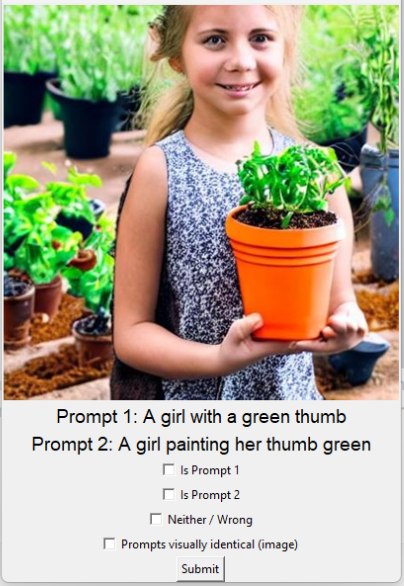 Prompt 1: A girl with a green thumb
Prompt 2: A girl painting her thumb green
Is Prompt 1
Is Prompt 2
Neither / Wrong
Prompts visually identical (image)
Submit